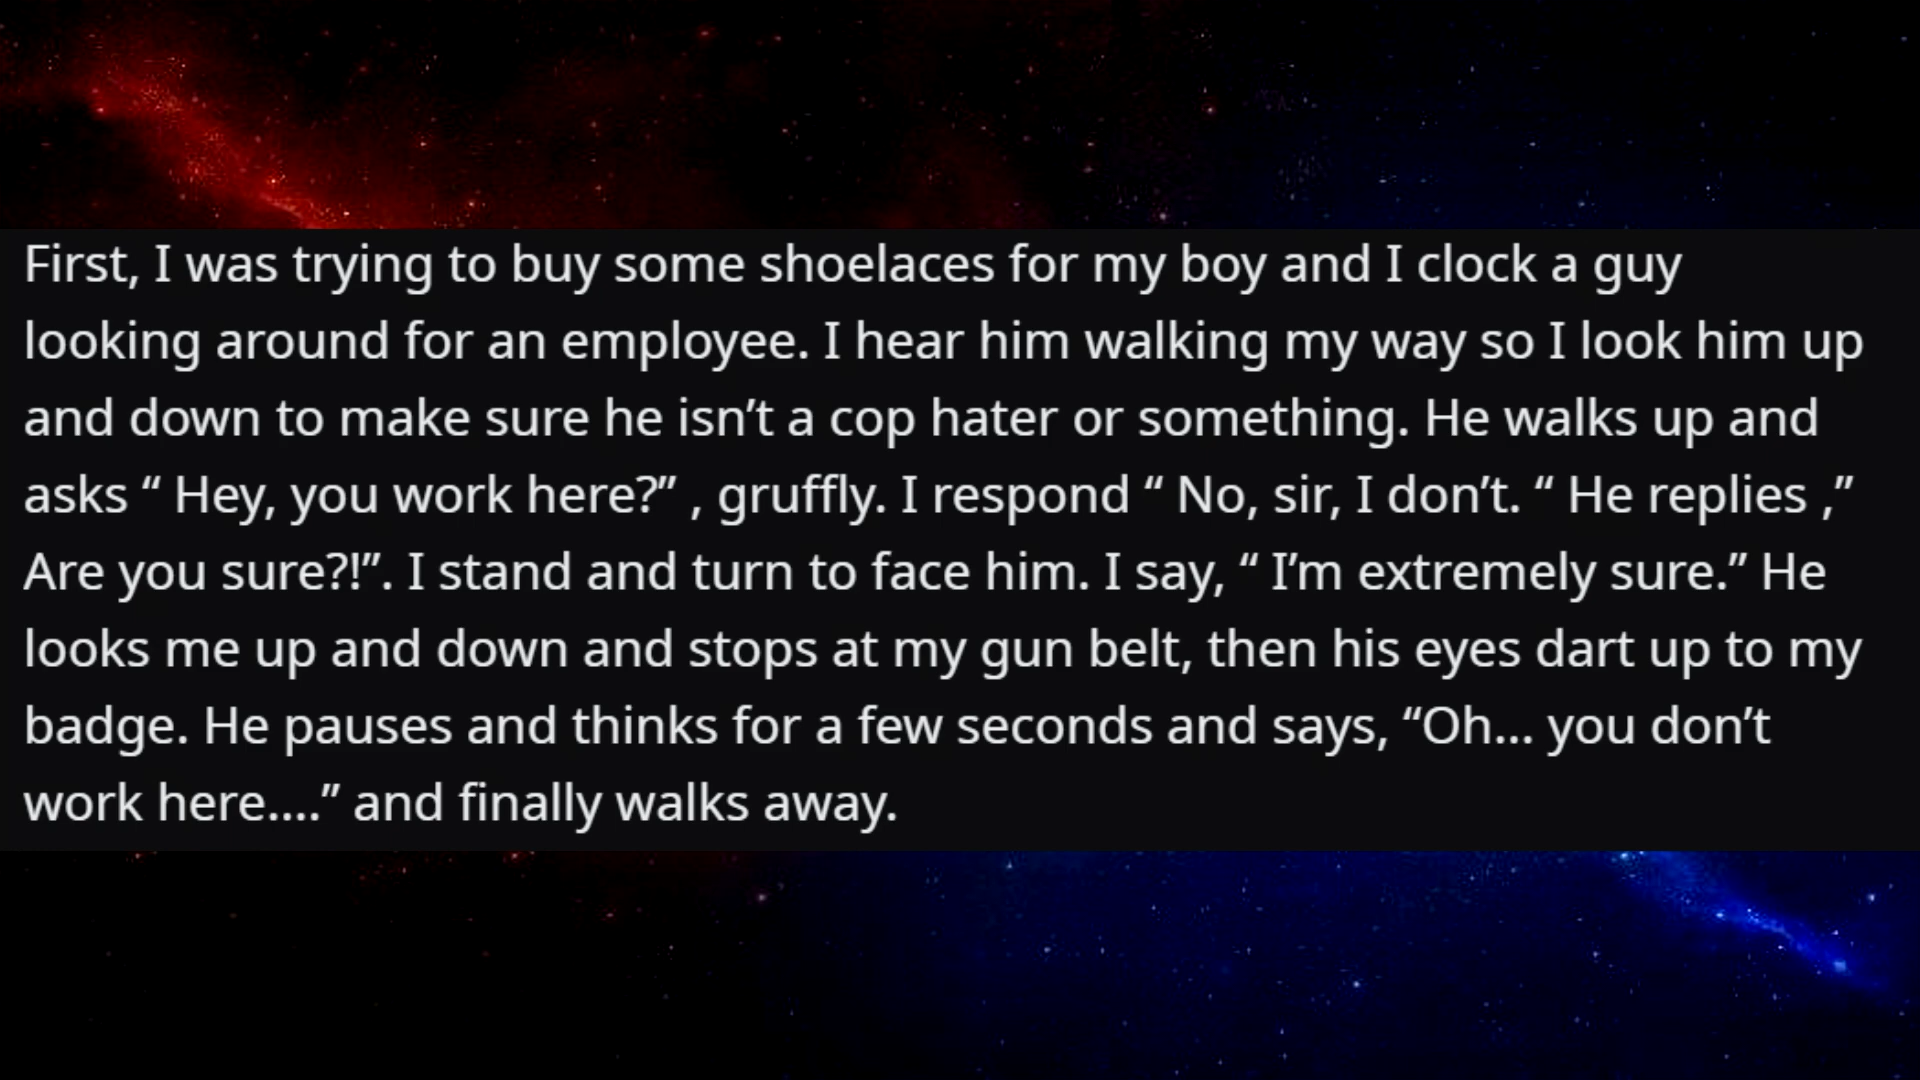 First, I was trying to buy some shoelaces for my boy and I clock a guy
looking around for an employee. I hear him walking my way so I look him up
and down to make sure he isn’t a cop hater or something. He walks up and
asks “ Hey, you work here?” , gruffly. I respond “ No, sir, I don’t. “ He replies ,”
Are you sure?!”. I stand and turn to face him. I say, “ I’m extremely sure.” He
looks me up and down and stops at my gun belt, then his eyes dart up to my
badge. He pauses and thinks for a few seconds and says, “Oh... you don’t
work here....” and finally walks away.